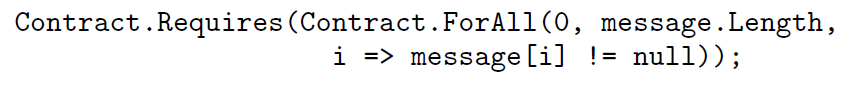 Contract.Requires(Contract.ForAll(0, message.Length,
i => message[i] != null));